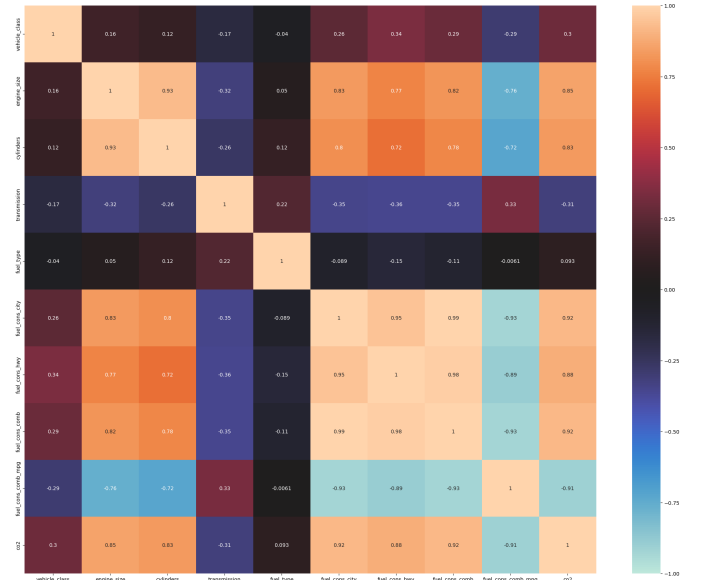 vehicle_class 1 0.16 0.12 -0.17 -0.04 0.26 0.34 0.29 -0.29 0.3
engine_size 0.16 1 0.93 -0.32 0.05 0.83 0.77 0.82 -0.76 0.85
cylinders 0.12 0.93 1 -0.26 0.12 0.8 0.72 0.78 -0.72 0.83
transmission -0.17 -0.32 -0.26 1 0.22 -0.35 -0.36 -0.35 0.33 -0.31
fuel_type -0.04 0.05 0.12 0.22 1 -0.089 -0.15 -0.11 -0.0061 0.093
fuel_cons_city 0.26 0.83 0.8 -0.35 -0.089 1 0.95 0.99 -0.93 0.92
fuel_cons_hwy 0.34 0.77 0.72 -0.36 -0.15 0.95 1 0.98 -0.89 0.88
fuel_cons_comb 0.29 0.82 0.78 -0.35 -0.11 0.99 0.98 1 -0.93 0.92
fuel_cons_comb_mpg -0.29 -0.76 -0.72 0.33 -0.0061 -0.93 -0.89 -0.93 1 -0.91
co2 0.3 0.85 0.83 -0.31 0.093 0.92 0.88 0.92 -0.91 1
vehicle_class engine_size cylinders transmission fuel_type fuel_cons_city fuel_cons_hwy fuel_cons_comb fuel_cons_comb_mpg co2
1.00
0.75
0.50
0.25
0.00
−0.25
−0.50
−0.75
−1.00